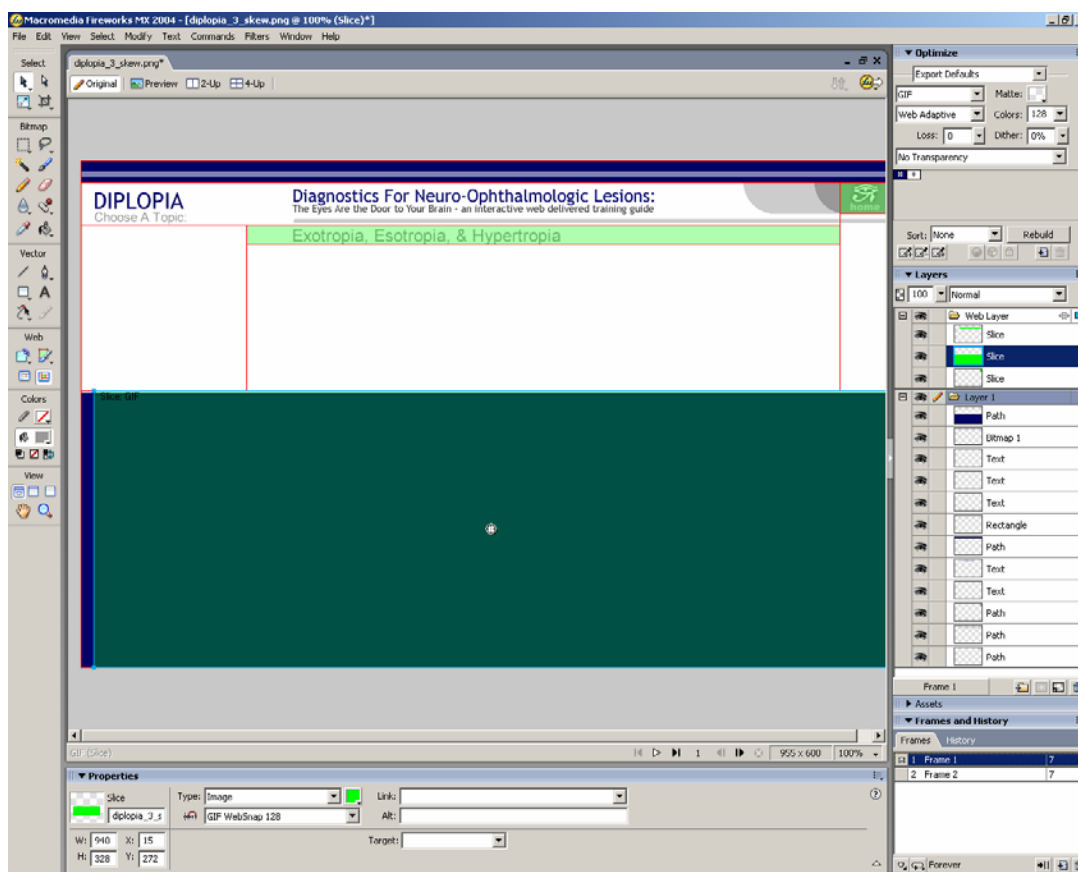 Macromedia Fireworks MX 2004 - [diplopia_3_skew.png @ 100% (Slice)*]
File Edit View Select Modify Text Commands Filters Window Help
Select
Bitmap
Vector
Web
Colors
View
diplopia_3_skew.png*
Original Preview 2-Up 4-Up
DIPLOPIA
Choose A Topic:
Diagnostics For Neuro-Ophthalmologic Lesions:
The Eyes Are the Door to Your Brain - an interactive web delivered training guide
home
Exotropia, Esotropia, & Hypertropia
Slice: GIF
GIF (Slice)
1 955 x 600 100%
Properties
Slice
diplopia_3_s
Type: Image
GIF WebSnap 128
Link:
Alt:
Target:
W: 940 X: 15
H: 328 Y: 272
Optimize
Export Defaults
GIF Matte:
Web Adaptive Colors: 128
Loss: 0 Dither: 0%
No Transparency
Sort: None Rebuild
Layers
100 Normal
Web Layer
Slice
Slice
Slice
Layer 1
Path
Bitmap 1
Text
Text
Text
Rectangle
Path
Text
Text
Path
Path
Path
Frame 1
Assets
Frames and History
Frames History
1 Frame 1 7
2 Frame 2 7
Forever